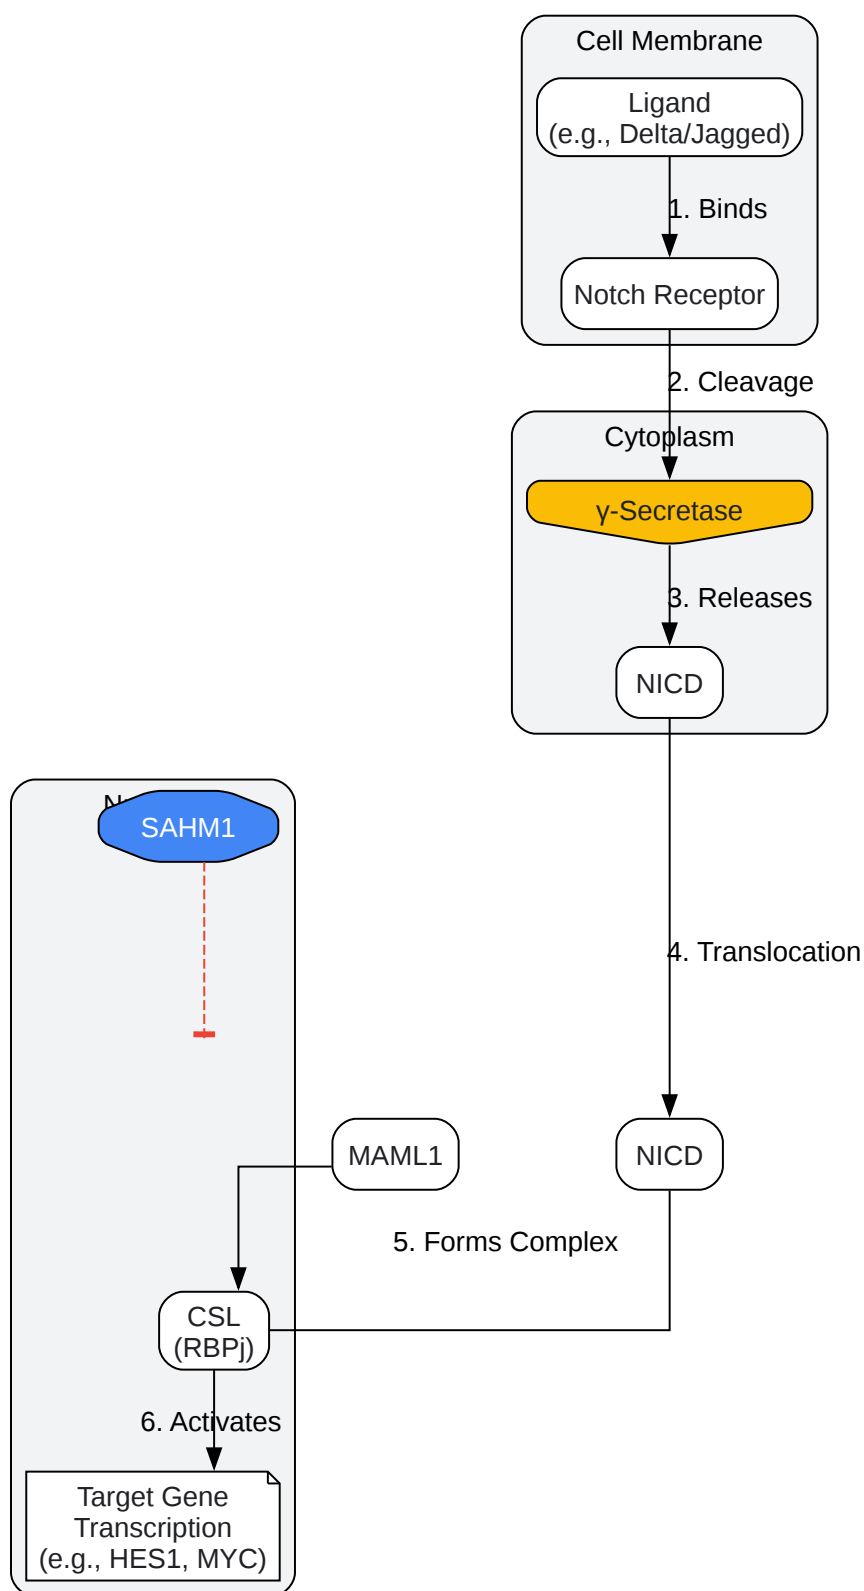 Cell Membrane
Ligand
(e.g., Delta/Jagged)
1. Binds
Notch Receptor
2. Cleavage
Cytoplasm
γ-Secretase
3. Releases
NICD
SAHM1
4. Translocation
MAML1
NICD
5. Forms Complex
CSL
(RBPj)
6. Activates
Target Gene
Transcription
(e.g., HES1, MYC)